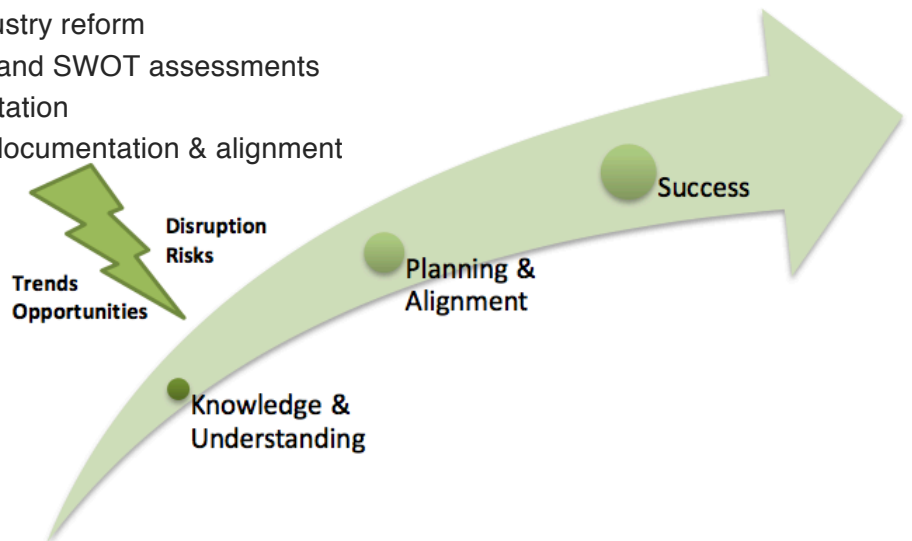 ustry reform
and SWOT assessments
tation
documentation & alignment
Disruption
Risks
Trends
Opportunities
Success
Planning &
Alignment
Knowledge &
Understanding